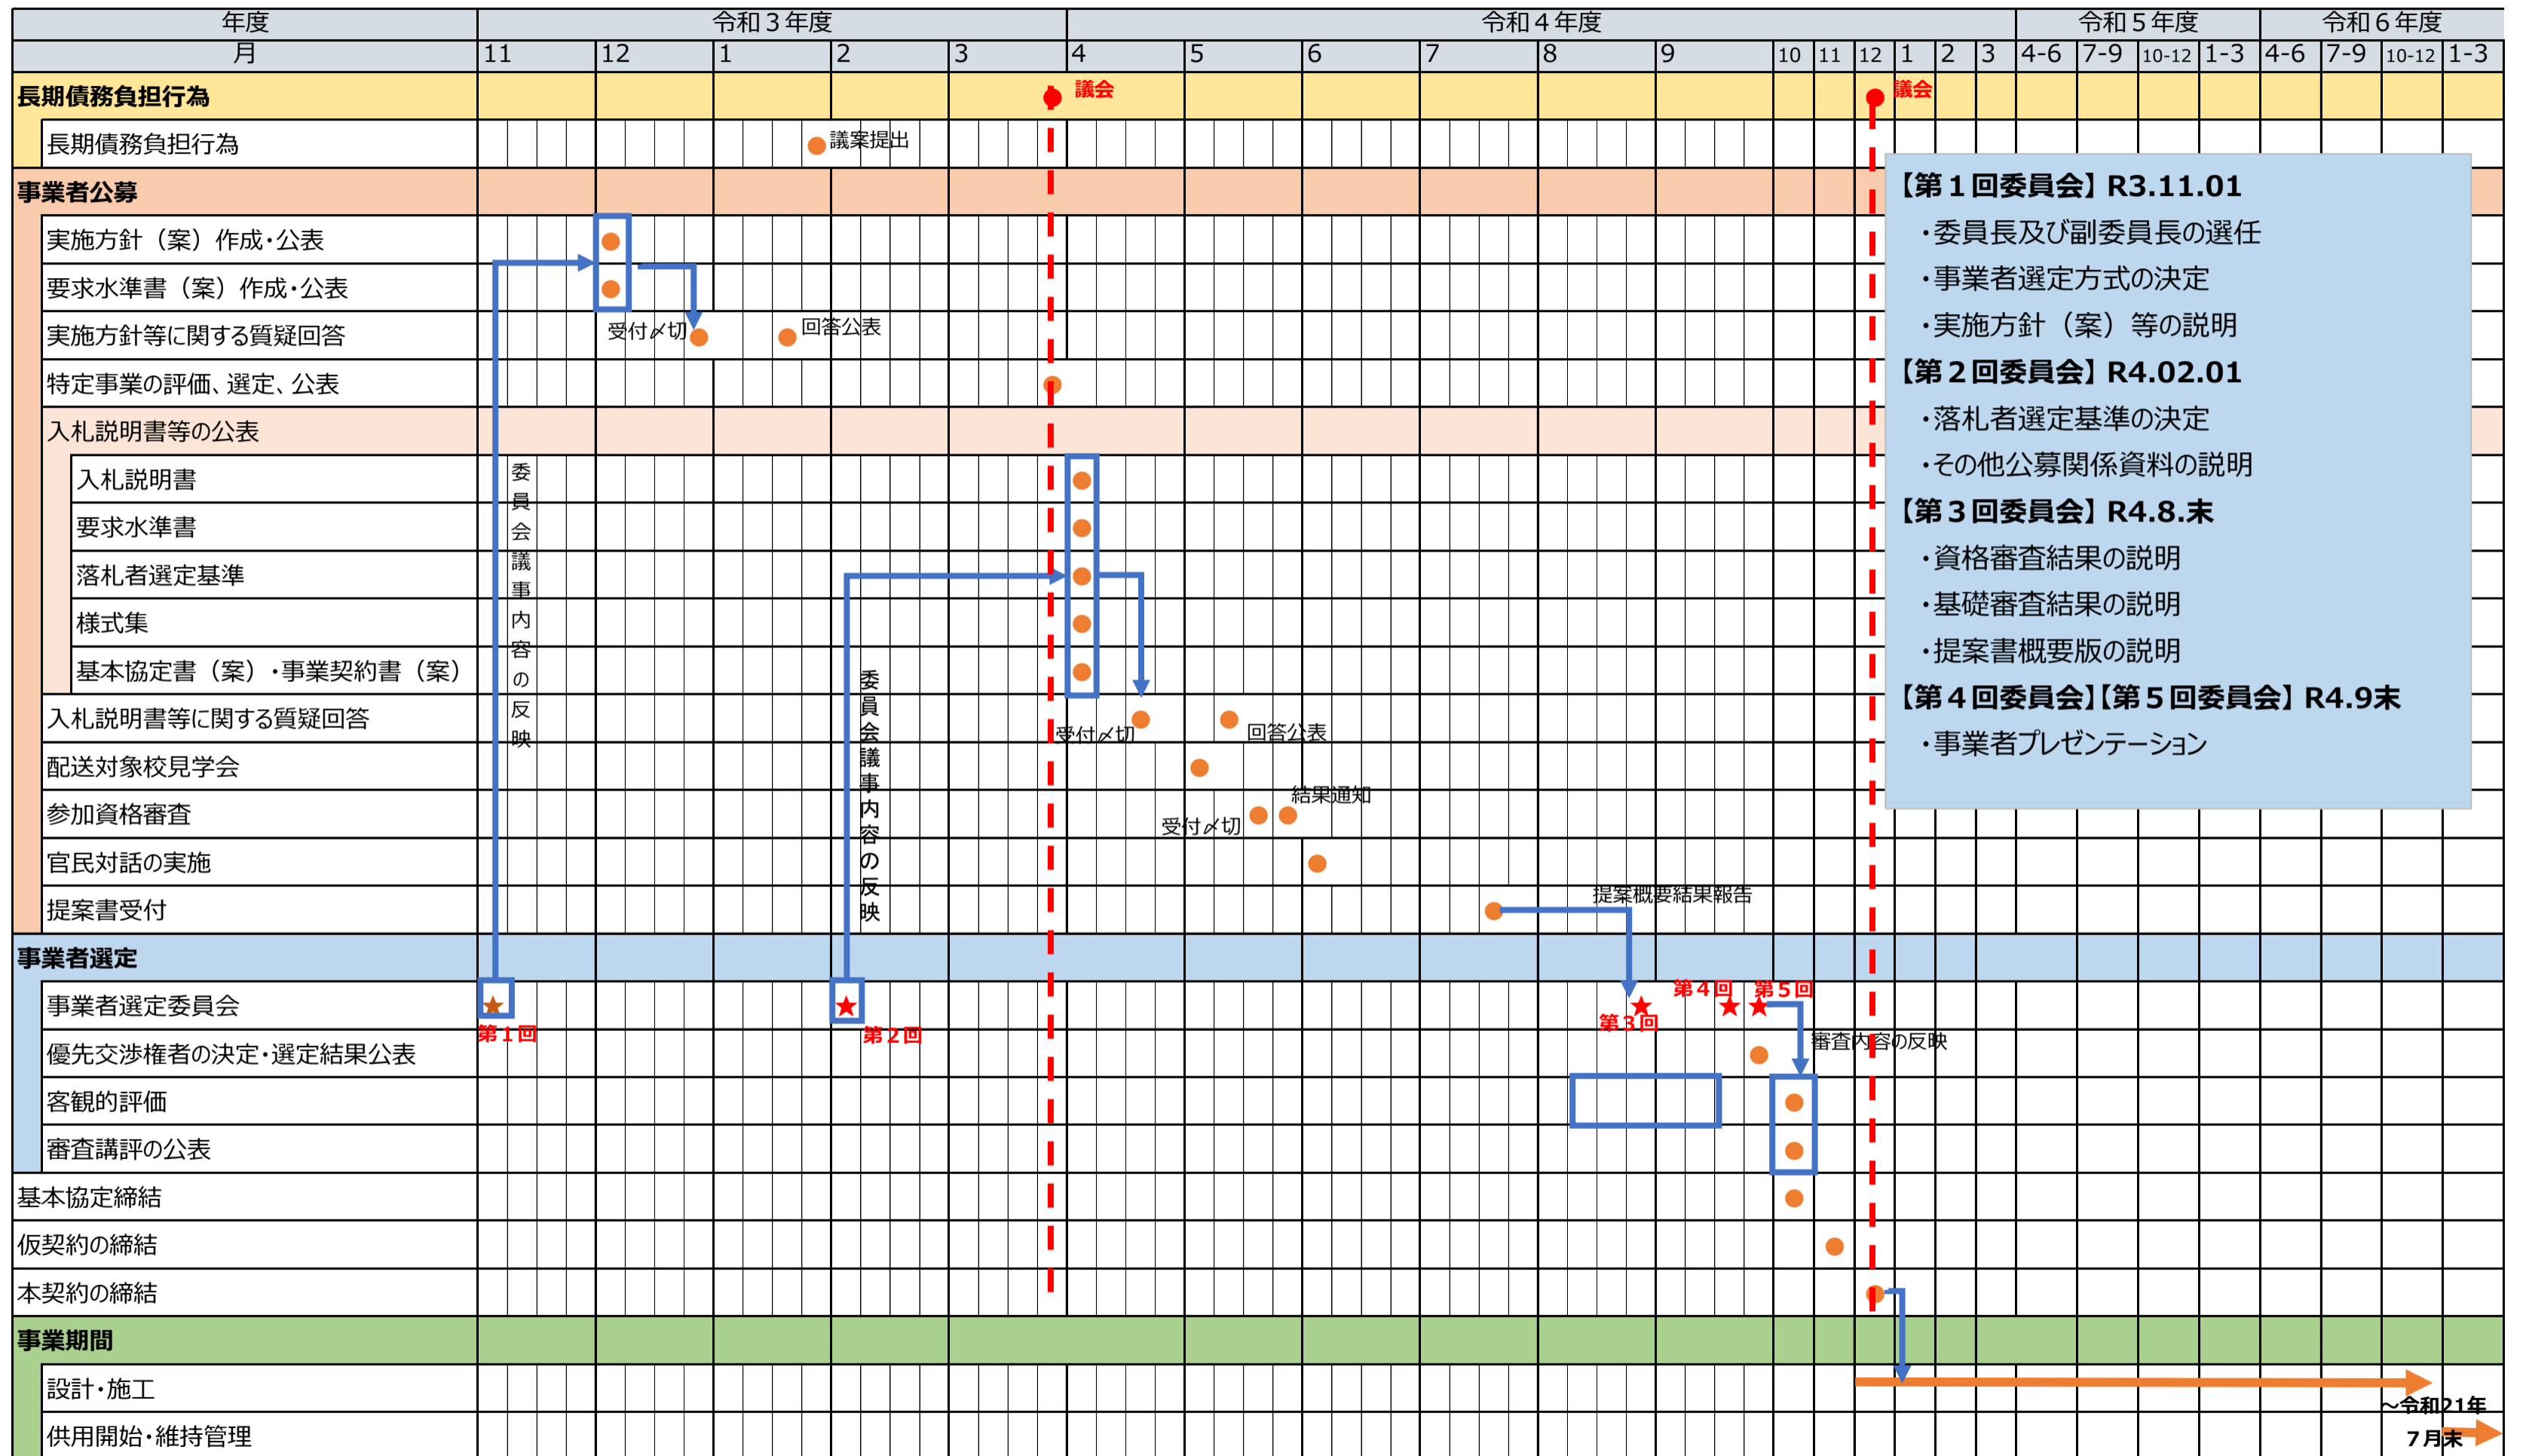 年度 令和３年度 令和４年度 令和５年度 令和６年度
月 11 12 1 2 3 4 5 6 7 8 9 10 11 12 1 2 3 4-6 7-9 10-12 1-3 4-6 7-9 10-12 1-3
長期債務負担行為 議会 議会
長期債務負担行為 議案提出
事業者公募
実施方針（案）作成・公表
要求水準書（案）作成・公表
実施方針等に関する質疑回答 受付〆切 回答公表
特定事業の評価、選定、公表
入札説明書等の公表
入札説明書
要求水準書
落札者選定基準
様式集
基本協定書（案）・事業契約書（案）
委員会議事内容の反映
委員会議事内容の反映
入札説明書等に関する質疑回答 受付〆切 回答公表
配送対象校見学会
参加資格審査 受付〆切 結果通知
官民対話の実施
提案書受付 提案概要結果報告
事業者選定
事業者選定委員会 第１回 第２回 第３回 第４回 第５回
優先交渉権者の決定・選定結果公表 審査内容の反映
客観的評価
審査講評の公表
基本協定締結
仮契約の締結
本契約の締結
事業期間
設計・施工
供用開始・維持管理
～令和21年
７月末
【第１回委員会】R3.11.01
・委員長及び副委員長の選任
・事業者選定方式の決定
・実施方針（案）等の説明
【第２回委員会】R4.02.01
・落札者選定基準の決定
・その他公募関係資料の説明
【第３回委員会】R4.8.末
・資格審査結果の説明
・基礎審査結果の説明
・提案書概要版の説明
【第４回委員会】【第５回委員会】R4.9末
・事業者プレゼンテーション